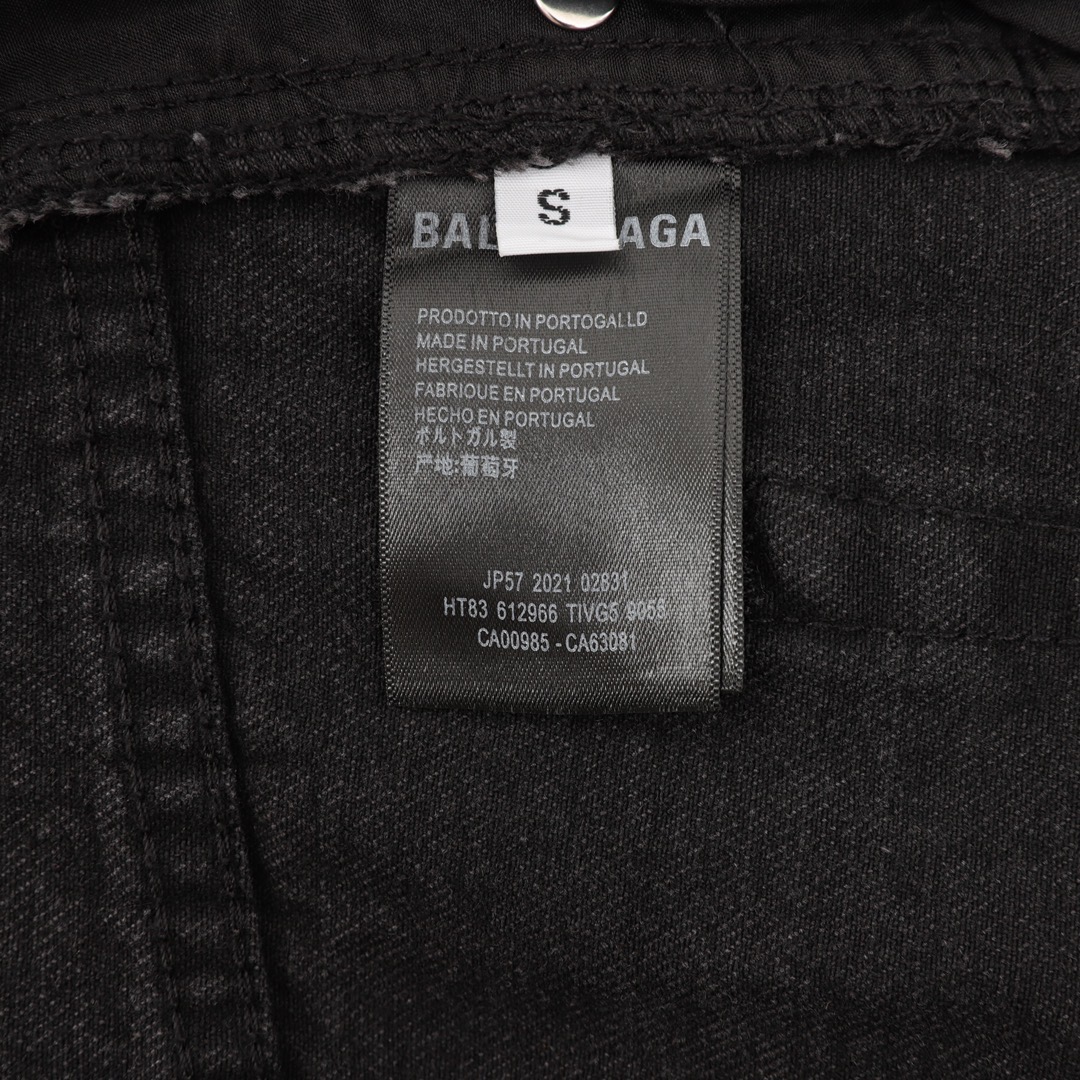 S
BAL AGA
PRODOTTO IN PORTOGALLD
MADE IN PORTUGAL
HERGESTELLT IN PORTUGAL
FABRIQUE EN PORTUGAL
HECHO EN PORTUGAL
ポルトガル製
产地:葡萄牙
JP57 2021 02831
HT83 612966 TIVG5 9055
CA00985 - CA63081